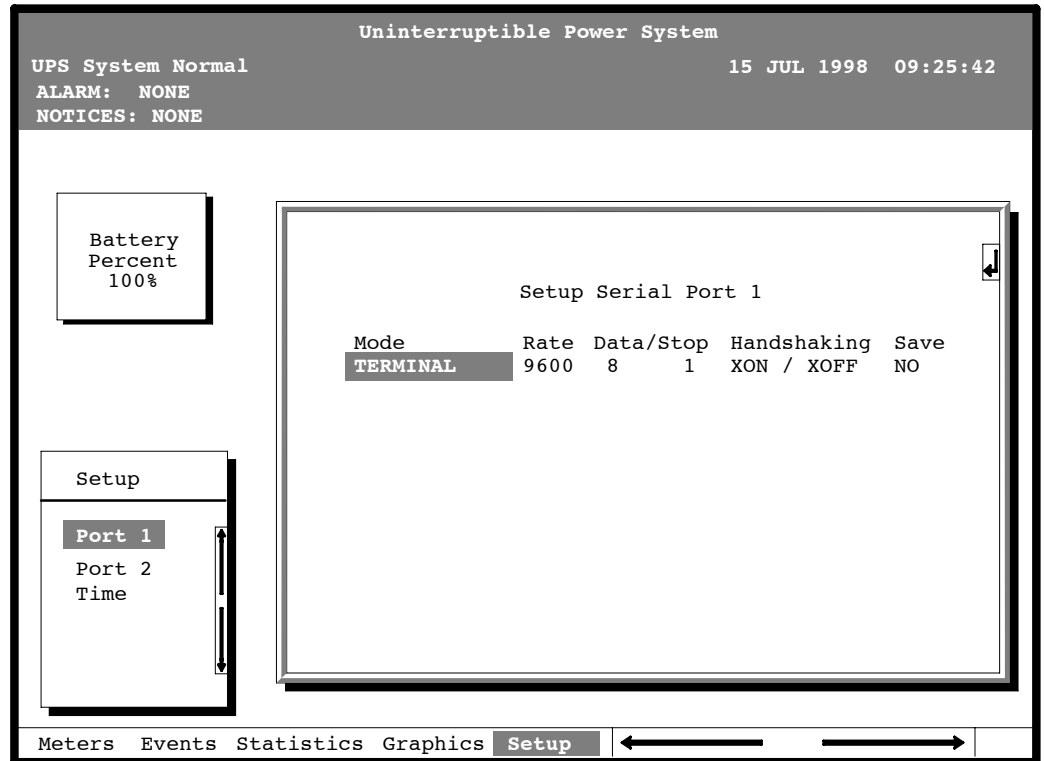 Uninterruptible Power System
UPS System Normal 15 JUL 1998 09:25:42
ALARM: NONE
NOTICES: NONE
Battery
Percent
100%
Setup Serial Port 1
Mode Rate Data/Stop Handshaking Save
TERMINAL 9600 8 1 XON / XOFF NO
Setup
Port 1
Port 2
Time
Meters Events Statistics Graphics Setup